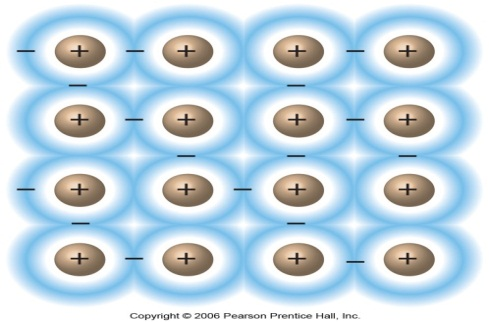 − + − + + − +
− −
+ − + + − +
− − −
− + + − + +
− −
+ − + + − +
Copyright © 2006 Pearson Prentice Hall, Inc.